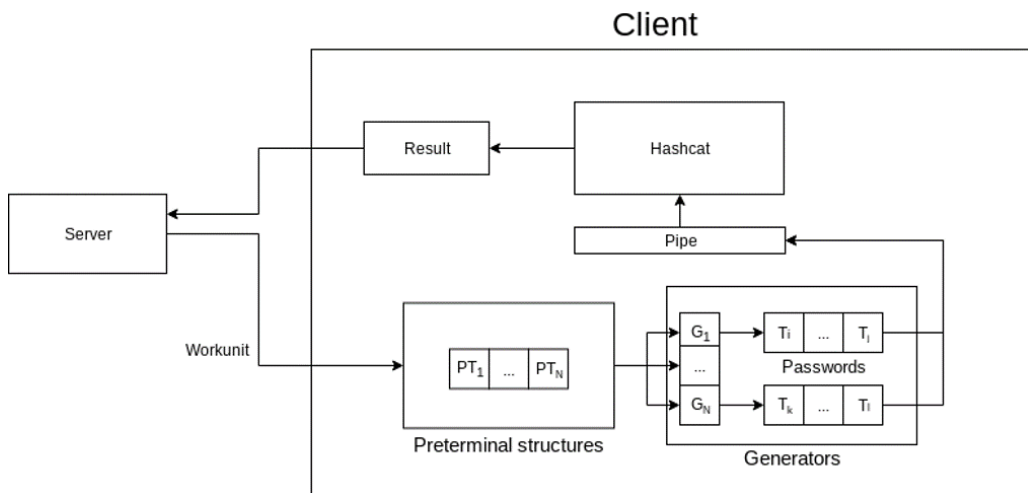 Client
Result
Hashcat
Server
Pipe
Workunit
PT1 ... PTN
Preterminal structures
G1
...
GN
Ti ... Tj
Passwords
Tk ... Tl
Generators